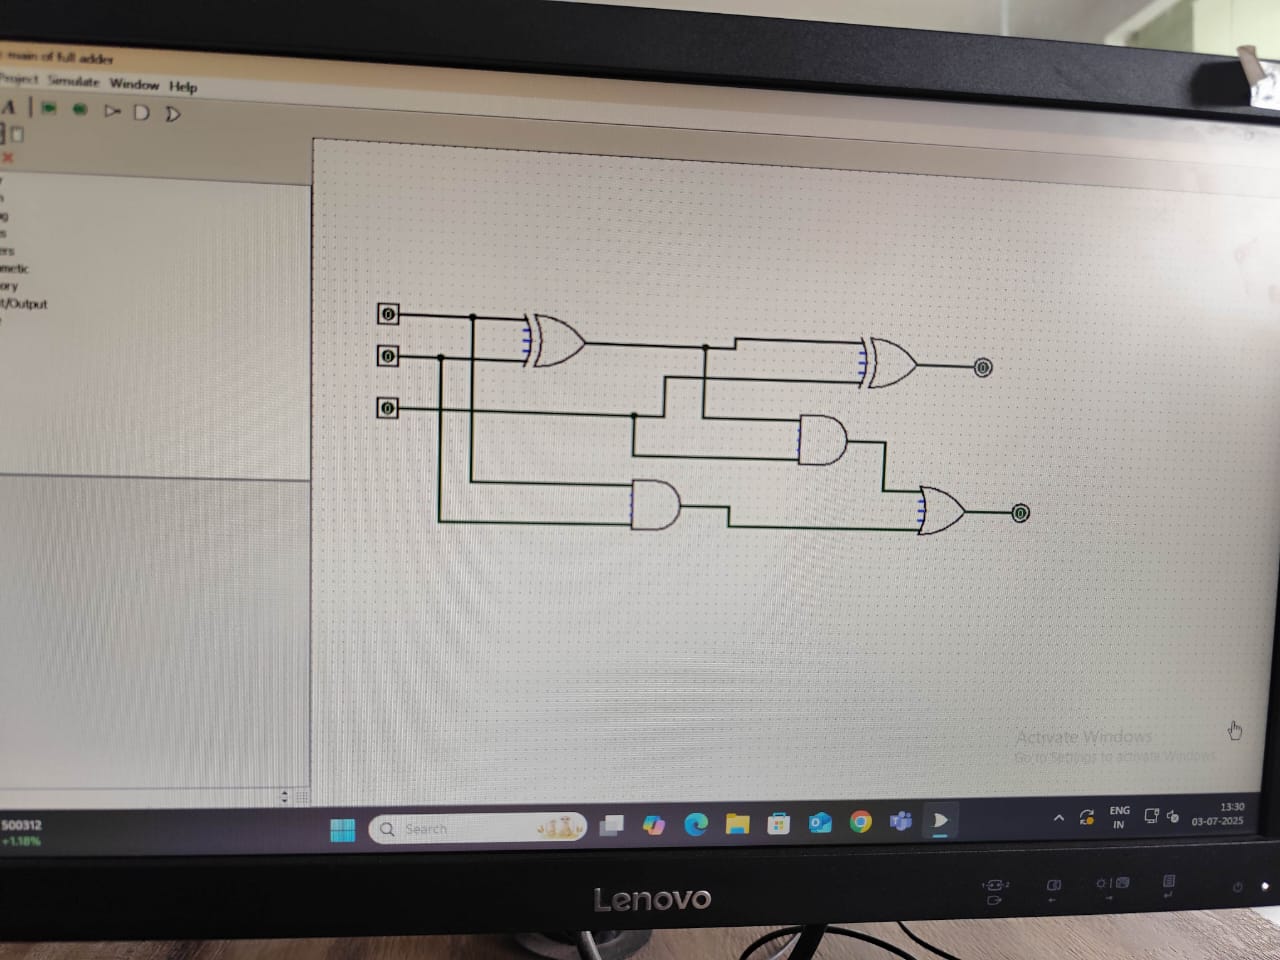 main of full adder
Project Simulate Window Help
A
metic
ory
t/Output
0
0
0
0
0
Activate Windows
Go to Settings to activate Windows.
500312
+1.18%
Search
ENG
IN
13:30
03-07-2025
Lenovo